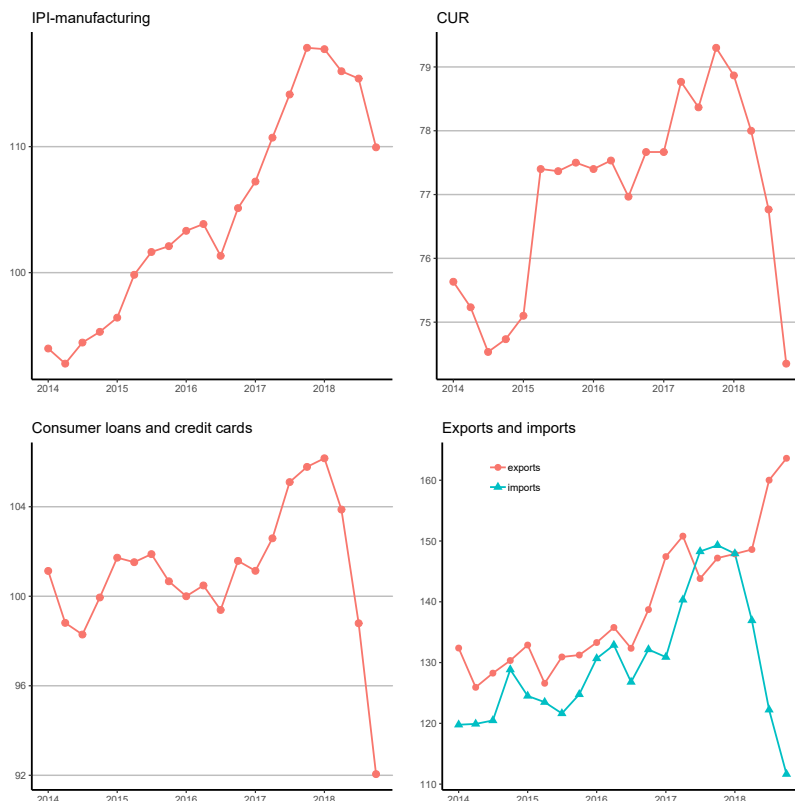 IPI-manufacturing
110
100
2014 2015 2016 2017 2018
CUR
79
78
77
76
75
2014 2015 2016 2017 2018
Consumer loans and credit cards
104
100
96
92
2014 2015 2016 2017 2018
Exports and imports
exports
imports
160
150
140
130
120
110
2014 2015 2016 2017 2018